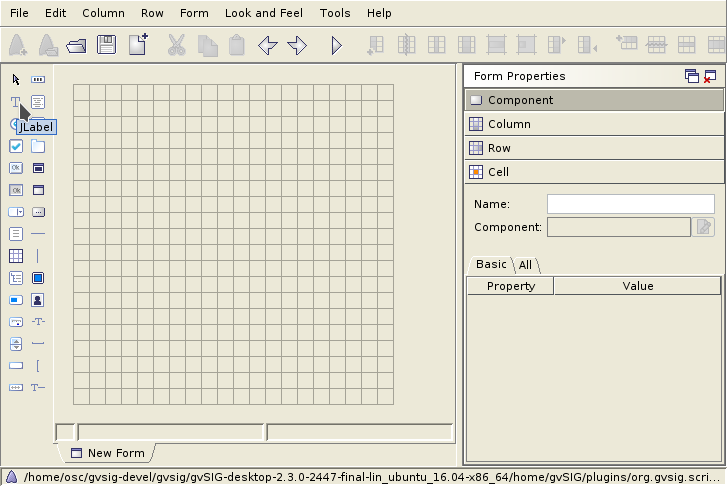 File Edit Column Row Form Look and Feel Tools Help
Form Properties
Component
JLabel
Column
Row
Cell
Name:
Component:
Basic All
Property Value
New Form
/home/osc/gvsig-devel/gvsig/gvSIG-desktop-2.3.0-2447-final-lin_ubuntu_16.04-x86_64/home/gvSIG/plugins/org.gvsig.scri...